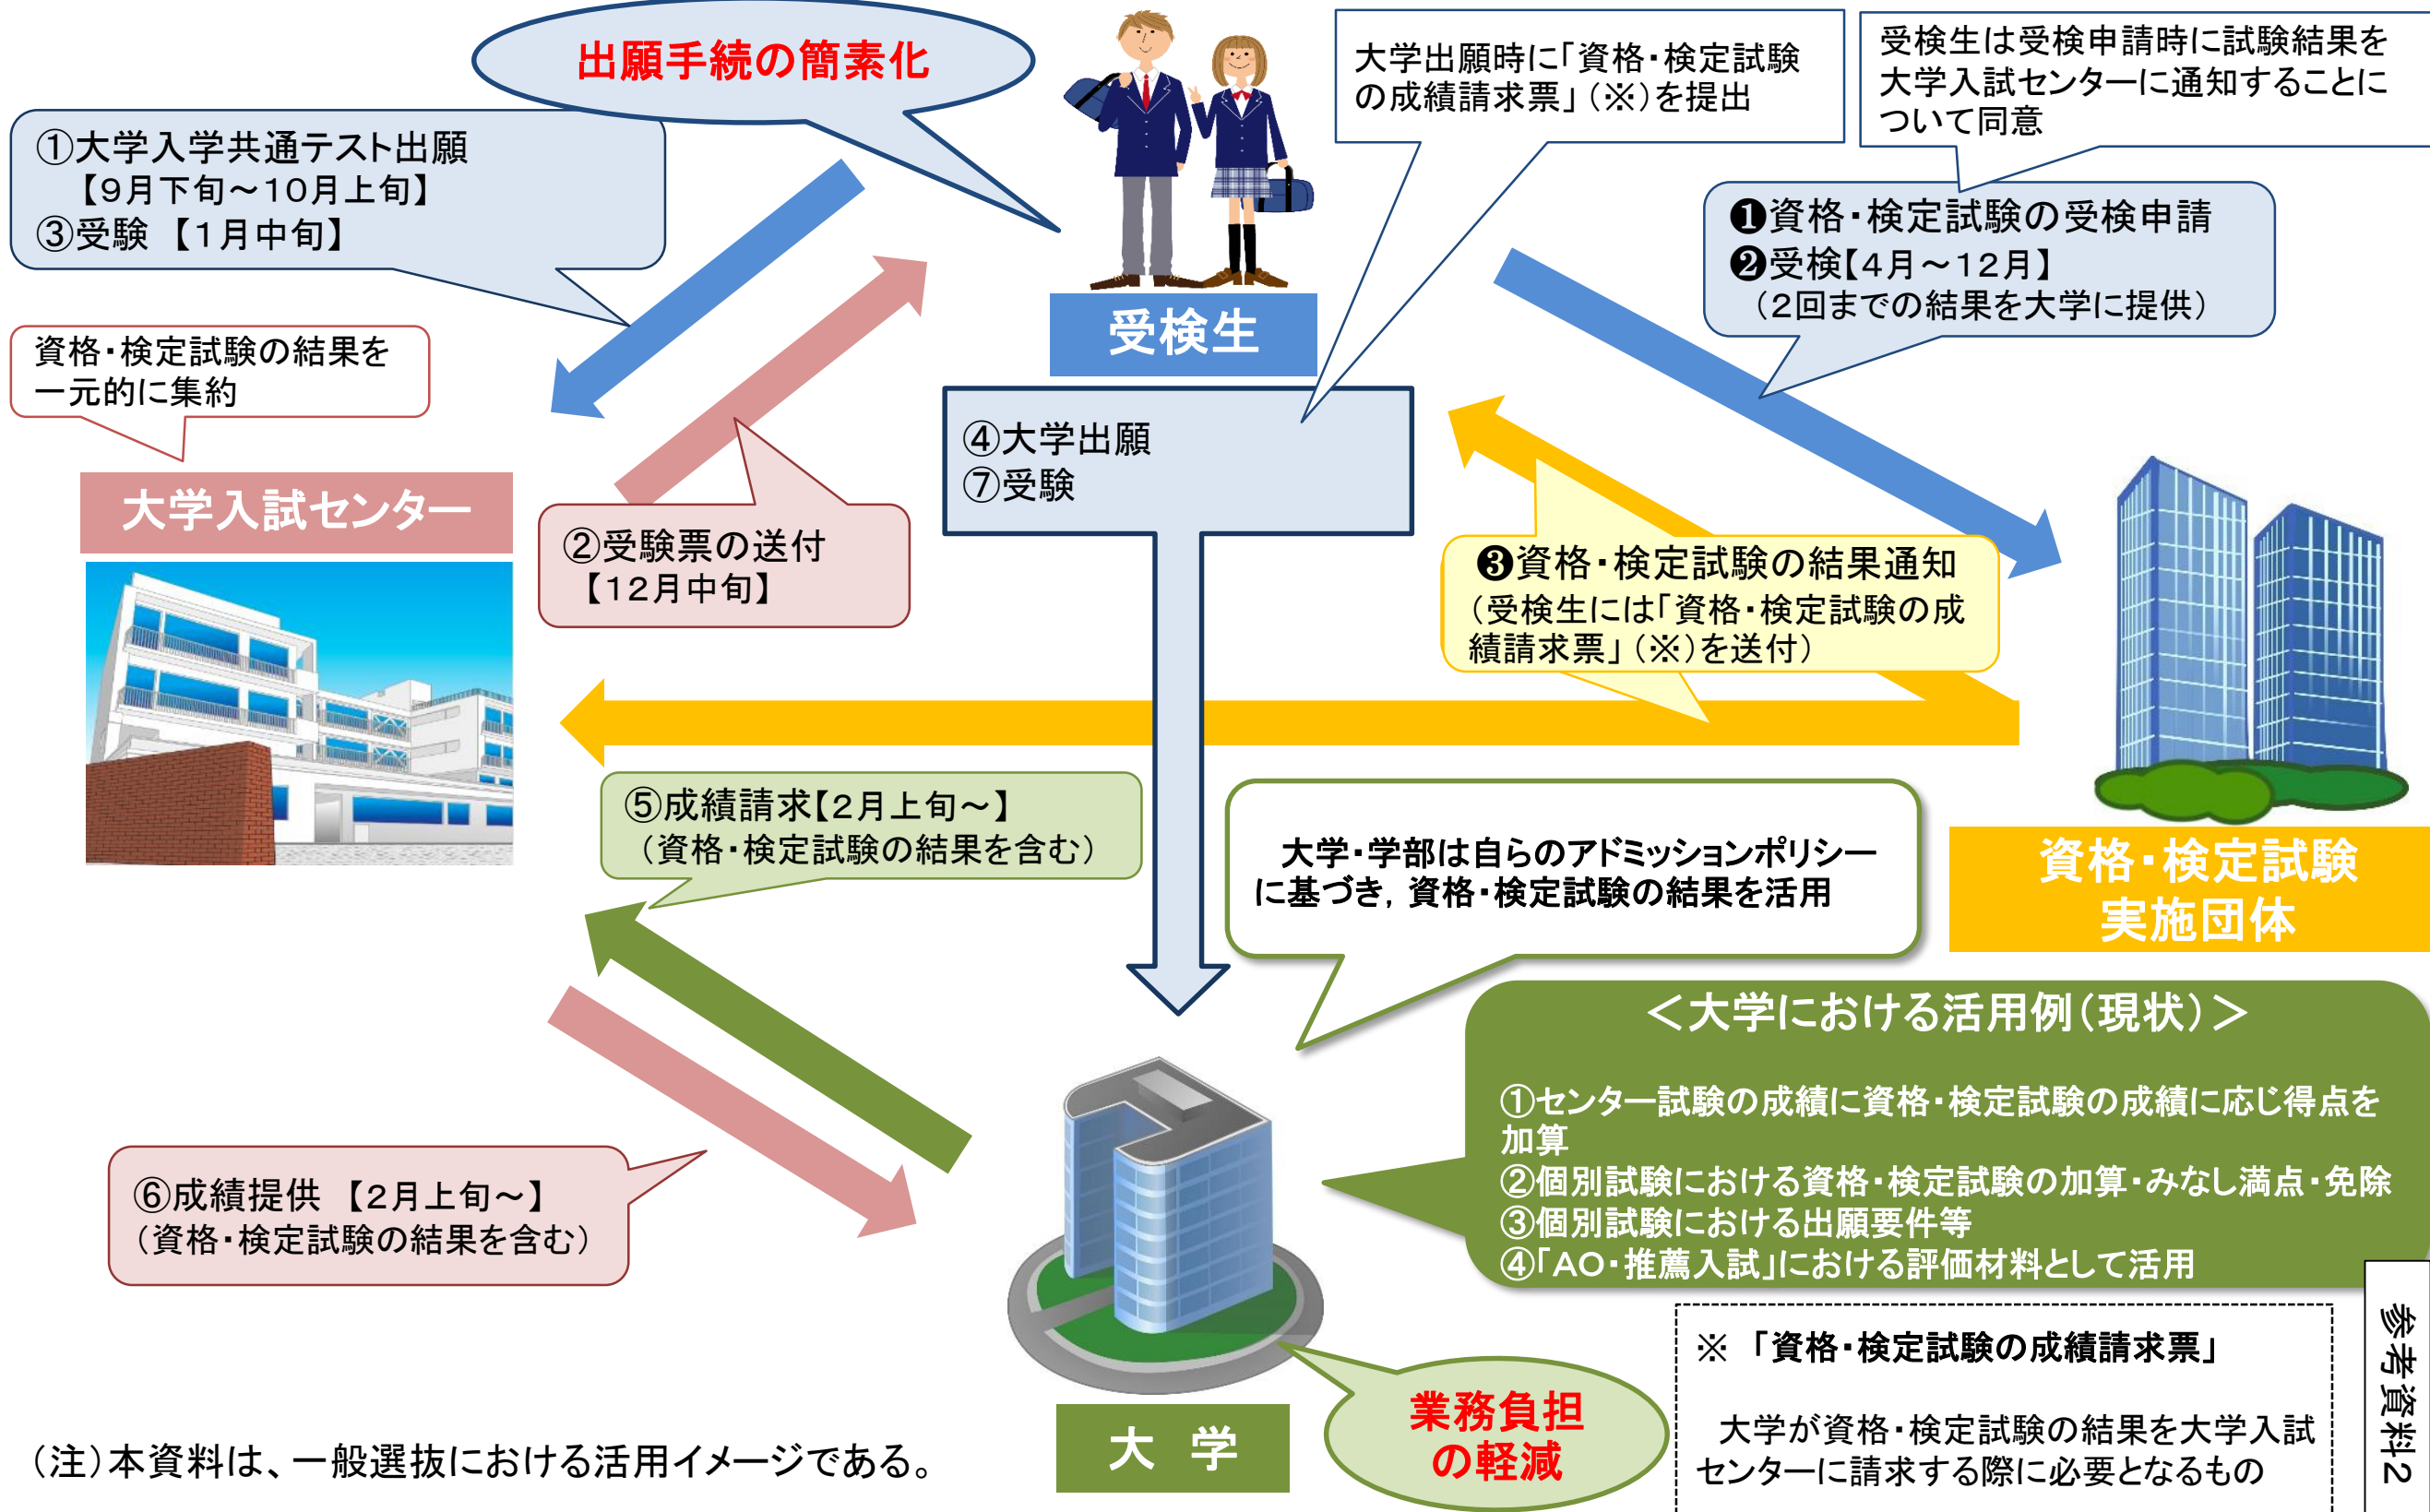 出願手続の簡素化
大学出願時に「資格・検定試験
の成績請求票」(※)を提出
受検生は受検申請時に試験結果を
大学入試センターに通知することに
ついて同意
①大学入学共通テスト出願
【９月下旬～１０月上旬】
③受験 【１月中旬】
❶資格・検定試験の受検申請
❷受検【４月～１２月】
（２回までの結果を大学に提供）
受検生
資格・検定試験の結果を
一元的に集約
④大学出願
⑦受験
大学入試センター
②受験票の送付
【１２月中旬】
❸資格・検定試験の結果通知
（受検生には「資格・検定試験の成
績請求票」（※）を送付）
⑤成績請求【２月上旬～】
（資格・検定試験の結果を含む）
大学・学部は自らのアドミッションポリシー
に基づき，資格・検定試験の結果を活用
資格・検定試験
実施団体
＜大学における活用例（現状）＞
①センター試験の成績に資格・検定試験の成績に応じ得点を
加算
②個別試験における資格・検定試験の加算・みなし満点・免除
③個別試験における出願要件等
④「ＡＯ・推薦入試」における評価材料として活用
⑥成績提供 【２月上旬～】
（資格・検定試験の結果を含む）
※ 「資格・検定試験の成績請求票」
大学が資格・検定試験の結果を大学入試
センターに請求する際に必要となるもの
業務負担
の軽減
大 学
（注）本資料は、一般選抜における活用イメージである。
参考資料２